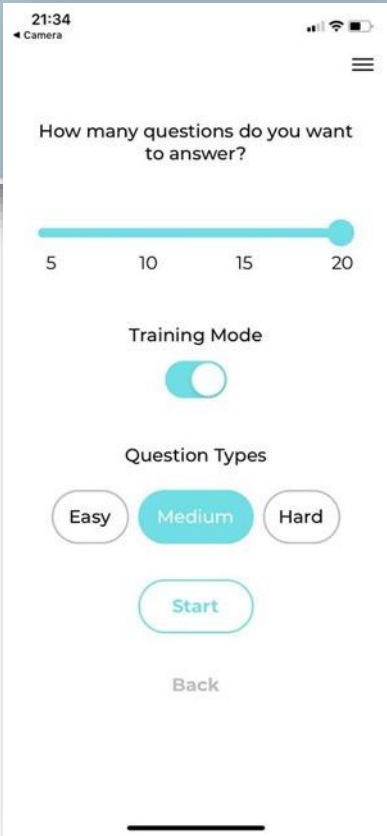 21:34
◀ Camera
How many questions do you want
to answer?
5 10 15 20
Training Mode
Question Types
Easy Medium Hard
Start
Back